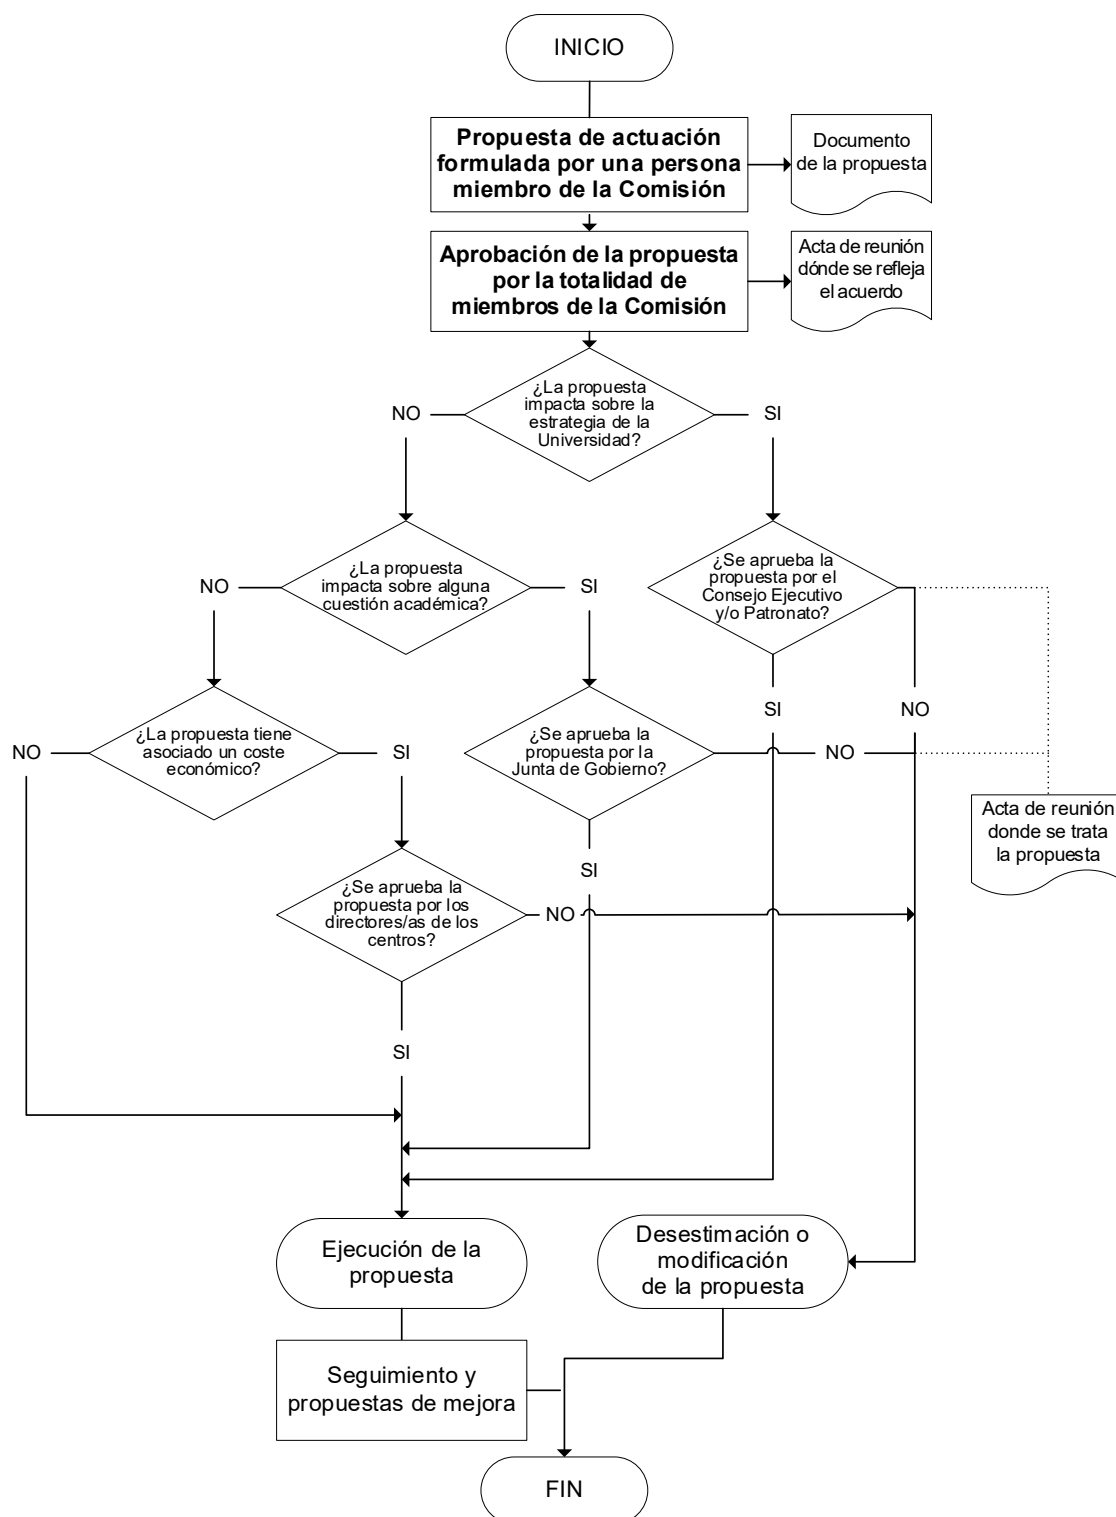 INICIO
Propuesta de actuación
formulada por una persona
miembro de la Comisión
Documento
de la propuesta
Aprobación de la propuesta
por la totalidad de
miembros de la Comisión
Acta de reunión
dónde se refleja
el acuerdo
¿La propuesta
impacta sobre la
estrategia de la
Universidad?
NO
SI
¿La propuesta
impacta sobre alguna
cuestión académica?
NO
SI
¿Se aprueba la
propuesta por el
Consejo Ejecutivo
y/o Patronato?
SI
NO
¿La propuesta tiene
asociado un coste
económico?
NO
SI
¿Se aprueba la
propuesta por la
Junta de Gobierno?
NO
SI
Acta de reunión
donde se trata
la propuesta
¿Se aprueba la
propuesta por los
directores/as de los
centros?
NO
SI
Ejecución de la
propuesta
Desestimación o
modificación
de la propuesta
Seguimiento y
propuestas de mejora
FIN